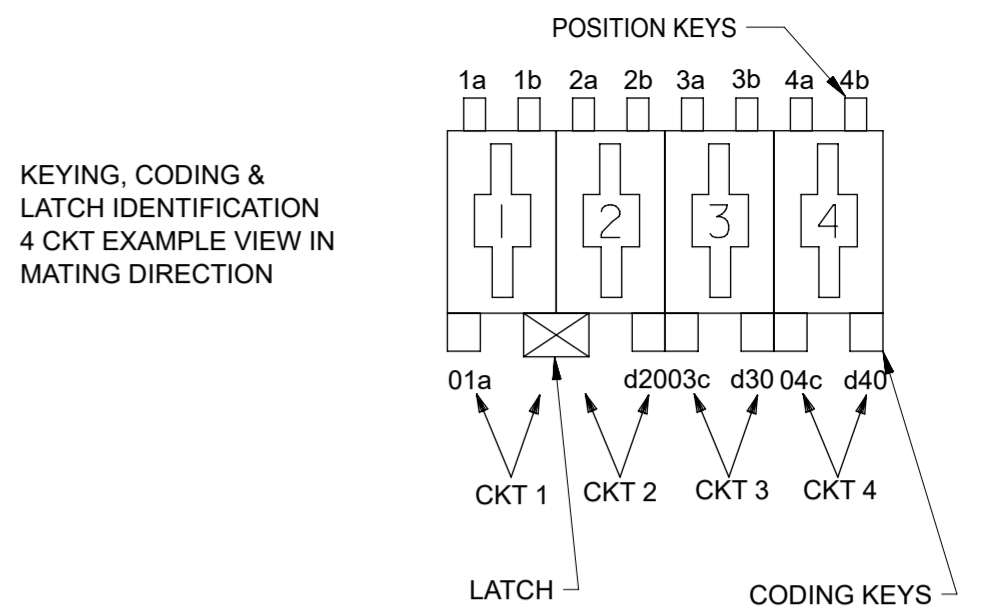 POSITION KEYS
1a 1b 2a 2b 3a 3b 4a 4b
KEYING, CODING &
LATCH IDENTIFICATION
4 CKT EXAMPLE VIEW IN
MATING DIRECTION
1 2 3 4
01a d2003c d30 04c d40
CKT 1 CKT 2 CKT 3 CKT 4
LATCH CODING KEYS